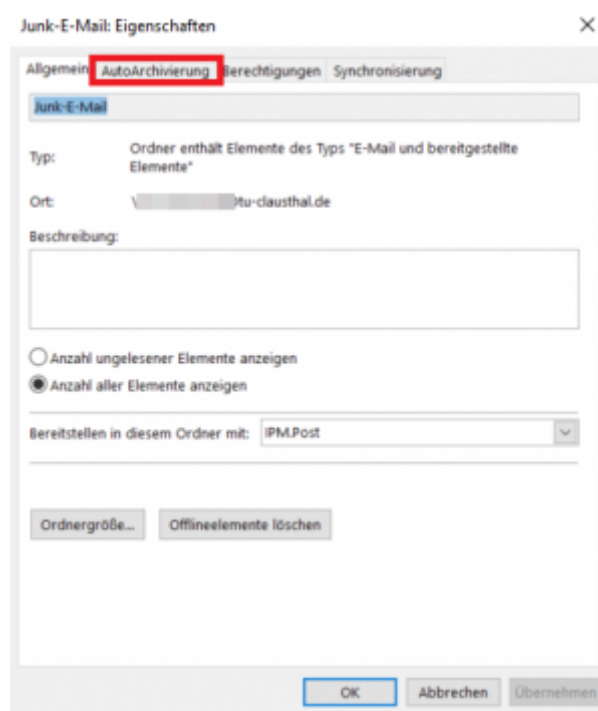 Junk-E-Mail: Eigenschaften
Allgemein AutoArchivierung Berechtigungen Synchronisierung
Junk-E-Mail
Typ: Ordner enthält Elemente des Typs "E-Mail und bereitgestellte
Elemente"
Ort: \ tu-clausthal.de
Beschreibung:
Anzahl ungelesener Elemente anzeigen
Anzahl aller Elemente anzeigen
Bereitstellen in diesem Ordner mit: IPM.Post
Ordnergröße... Offlineelemente löschen
OK Abbrechen Übernehmen